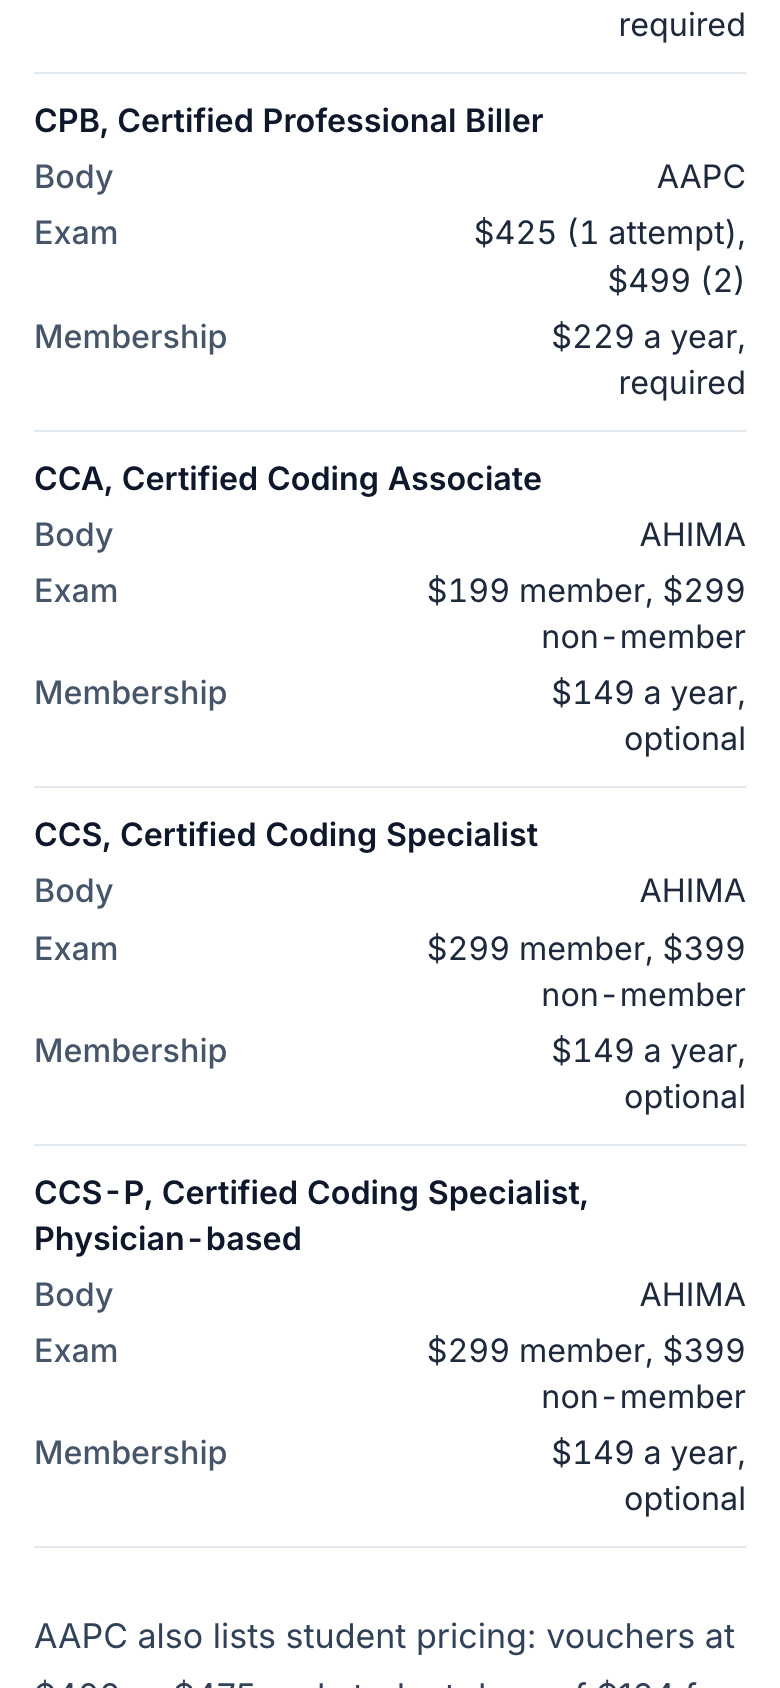 required
CPB, Certified Professional Biller
Body AAPC
Exam $425 (1 attempt),
$499 (2)
Membership $229 a year,
required
CCA, Certified Coding Associate
Body AHIMA
Exam $199 member, $299
non-member
Membership $149 a year,
optional
CCS, Certified Coding Specialist
Body AHIMA
Exam $299 member, $399
non-member
Membership $149 a year,
optional
CCS-P, Certified Coding Specialist,
Physician-based
Body AHIMA
Exam $299 member, $399
non-member
Membership $149 a year,
optional
AAPC also lists student pricing: vouchers at